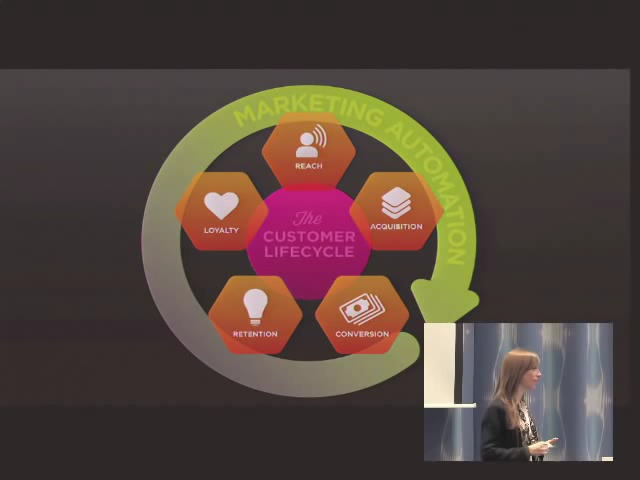 MARKETING AUTOMATION
REACH
LOYALTY
ACQUISITION
The
CUSTOMER
LIFECYCLE
RETENTION
CONVERSION